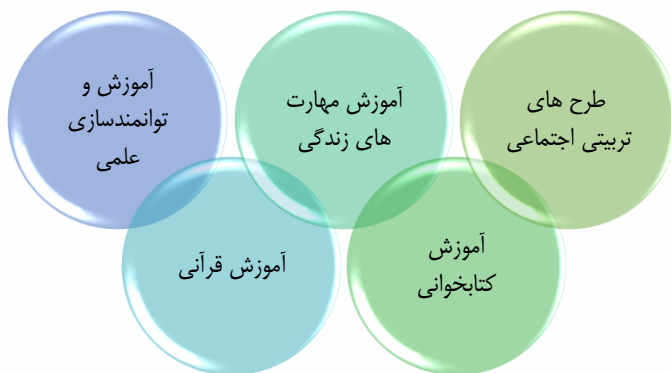 طرح های
تربیتی اجتماعی
آموزش مهارت
های زندگی
آموزش و
توانمندسازی
علمی
آموزش
کتابخوانی
آموزش قرآنی